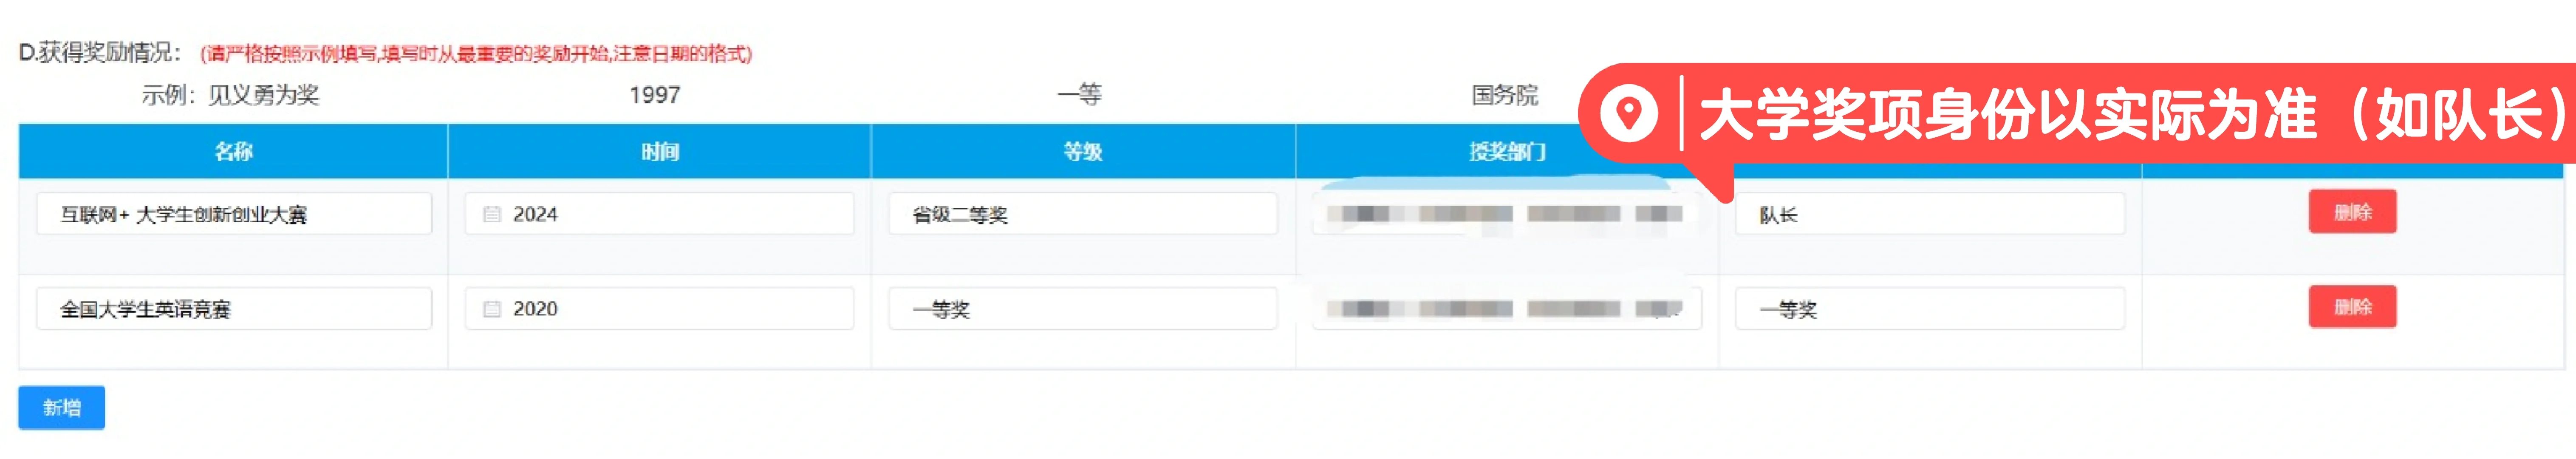 D.获得奖励情况： (请严格按照示例填写,填写时从最重要的奖励开始,注意日期的格式)
示例：见义勇为奖 1997 一等 国务院
大学奖项身份以实际为准（如队长）
名称 时间 等级 授奖部门
互联网+ 大学生创新创业大赛 2024 省级二等奖 队长 删除
全国大学生英语竞赛 2020 一等奖 一等奖 删除
新增